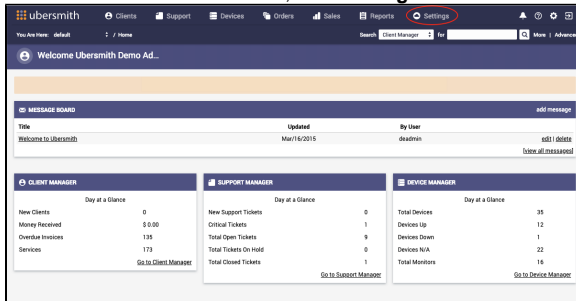 ubersmith Clients Support Devices Orders Sales Reports Settings
You Are Here: default / Home Search Client Manager for More | Advanced
Welcome Ubersmith Demo Ad...
MESSAGE BOARD add message
Title Updated By User
Welcome to Ubersmith Mar/16/2015 deadmin edit | delete
[view all messages]
CLIENT MANAGER SUPPORT MANAGER DEVICE MANAGER
Day at a Glance Day at a Glance Day at a Glance
New Clients 0 New Support Tickets 0 Total Devices 35
Money Received $ 0.00 Critical Tickets 1 Devices Up 12
Overdue Invoices 135 Total Open Tickets 9 Devices Down 1
Services 173 Total Tickets On Hold 0 Devices N/A 22
Go to Client Manager Total Closed Tickets 1 Total Monitors 16
Go to Support Manager Go to Device Manager